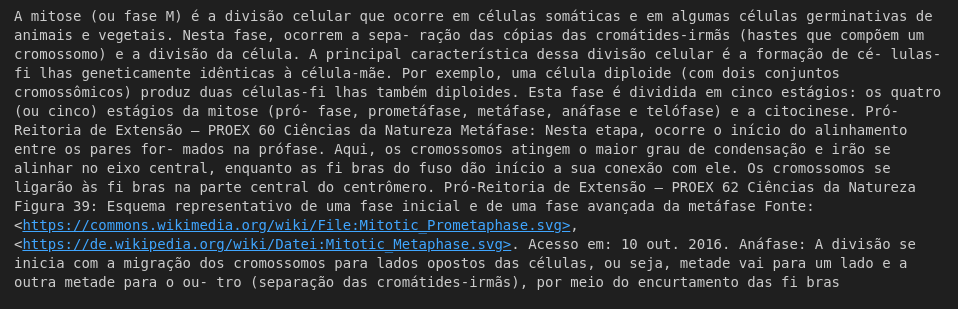 A mitose (ou fase M) é a divisão celular que ocorre em células somáticas e em algumas células germinativas de
animais e vegetais. Nesta fase, ocorrem a sepa- ração das cópias das cromátides-irmãs (hastes que compõem um
cromossomo) e a divisão da célula. A principal característica dessa divisão celular é a formação de cé- lulas-
fi lhas geneticamente idênticas à célula-mãe. Por exemplo, uma célula diploide (com dois conjuntos
cromossômicos) produz duas células-fi lhas também diploides. Esta fase é dividida em cinco estágios: os quatro
(ou cinco) estágios da mitose (pró- fase, prometáfase, metáfase, anáfase e telófase) e a citocinese. Pró-
Reitoria de Extensão – PROEX 60 Ciências da Natureza Metáfase: Nesta etapa, ocorre o início do alinhamento
entre os pares for- mados na prófase. Aqui, os cromossomos atingem o maior grau de condensação e irão se
alinhar no eixo central, enquanto as fi bras do fuso dão início a sua conexão com ele. Os cromossomos se
ligarão às fi bras na parte central do centrômero. Pró-Reitoria de Extensão – PROEX 62 Ciências da Natureza
Figura 39: Esquema representativo de uma fase inicial e de uma fase avançada da metáfase Fonte:
<https://commons.wikimedia.org/wiki/File:Mitotic_Prometaphase.svg>,
<https://de.wikipedia.org/wiki/Datei:Mitotic_Metaphase.svg>. Acesso em: 10 out. 2016. Anáfase: A divisão se
inicia com a migração dos cromossomos para lados opostos das células, ou seja, metade vai para um lado e a
outra metade para o ou- tro (separação das cromátides-irmãs), por meio do encurtamento das fi bras